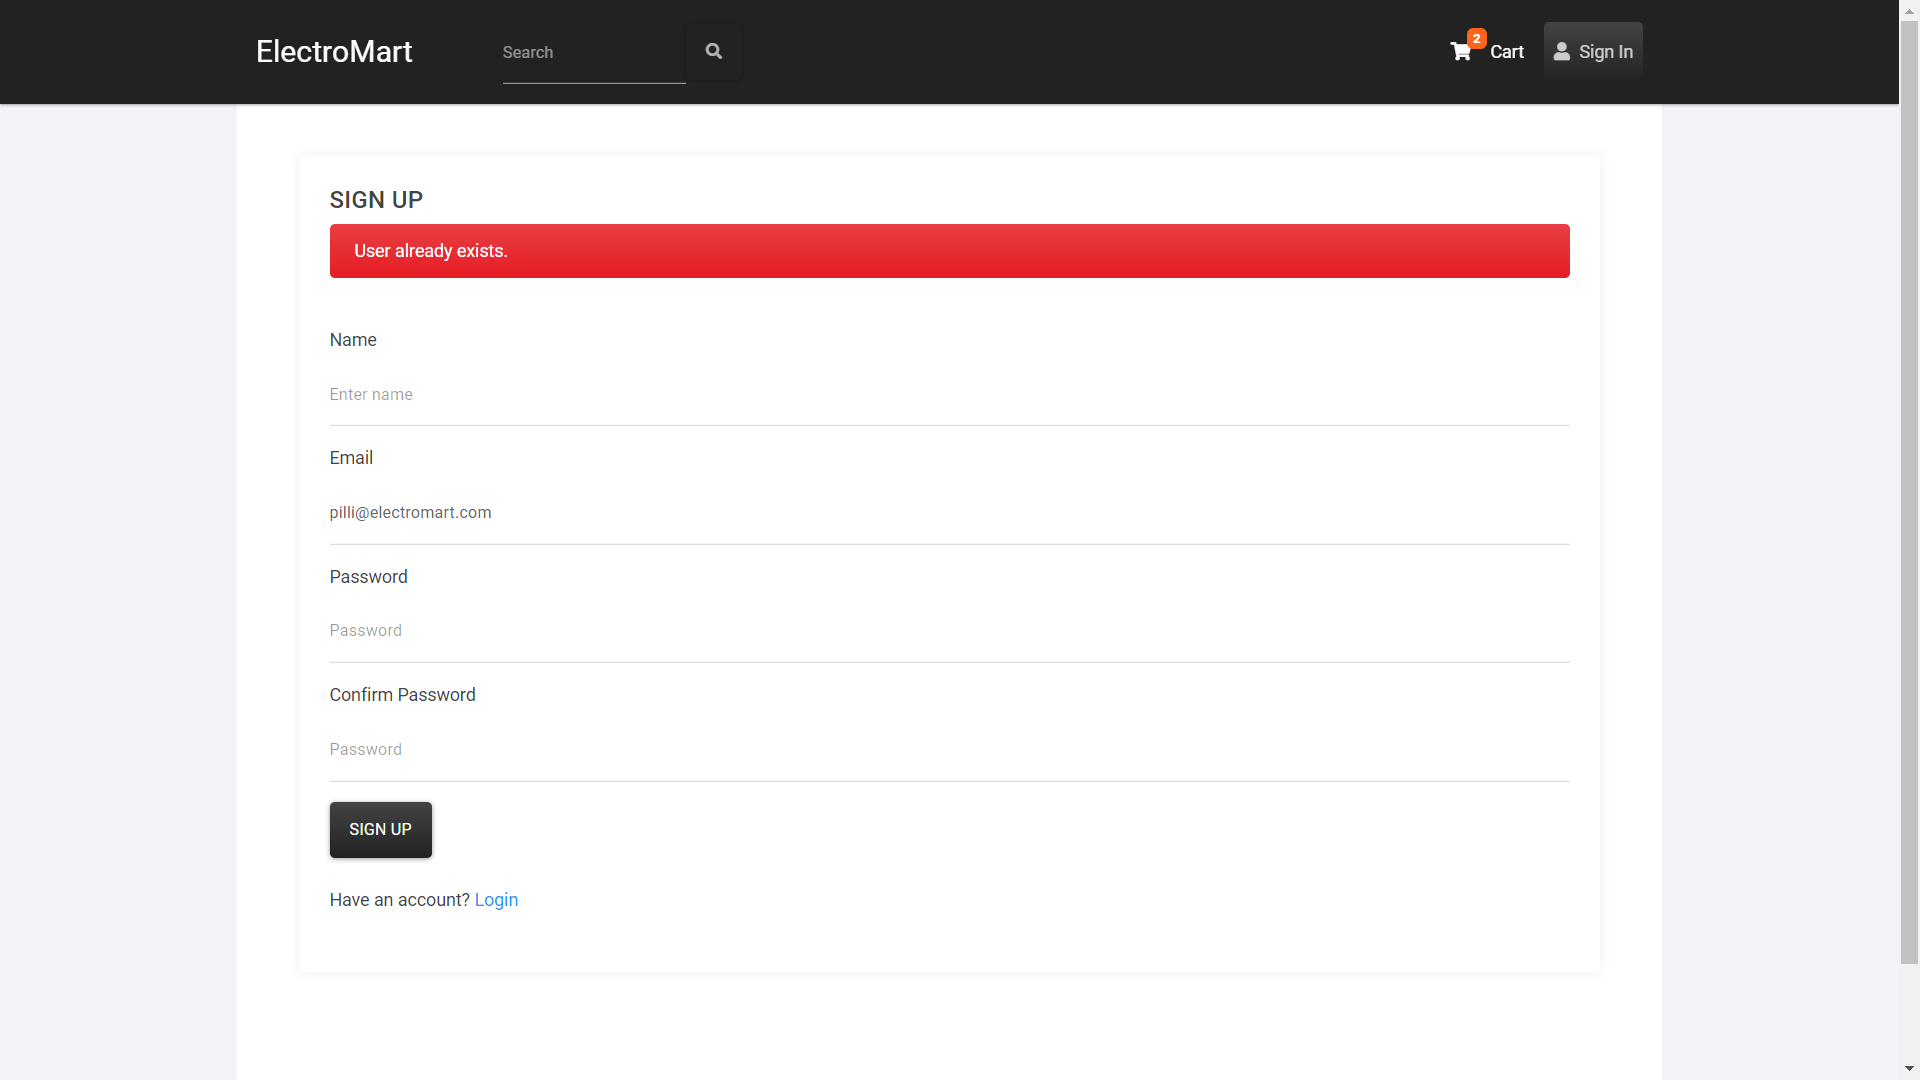 ElectroMart
Search
2
Cart
Sign In
SIGN UP
User already exists.
Name
Enter name
Email
pilli@electromart.com
Password
Password
Confirm Password
Password
SIGN UP
Have an account? Login